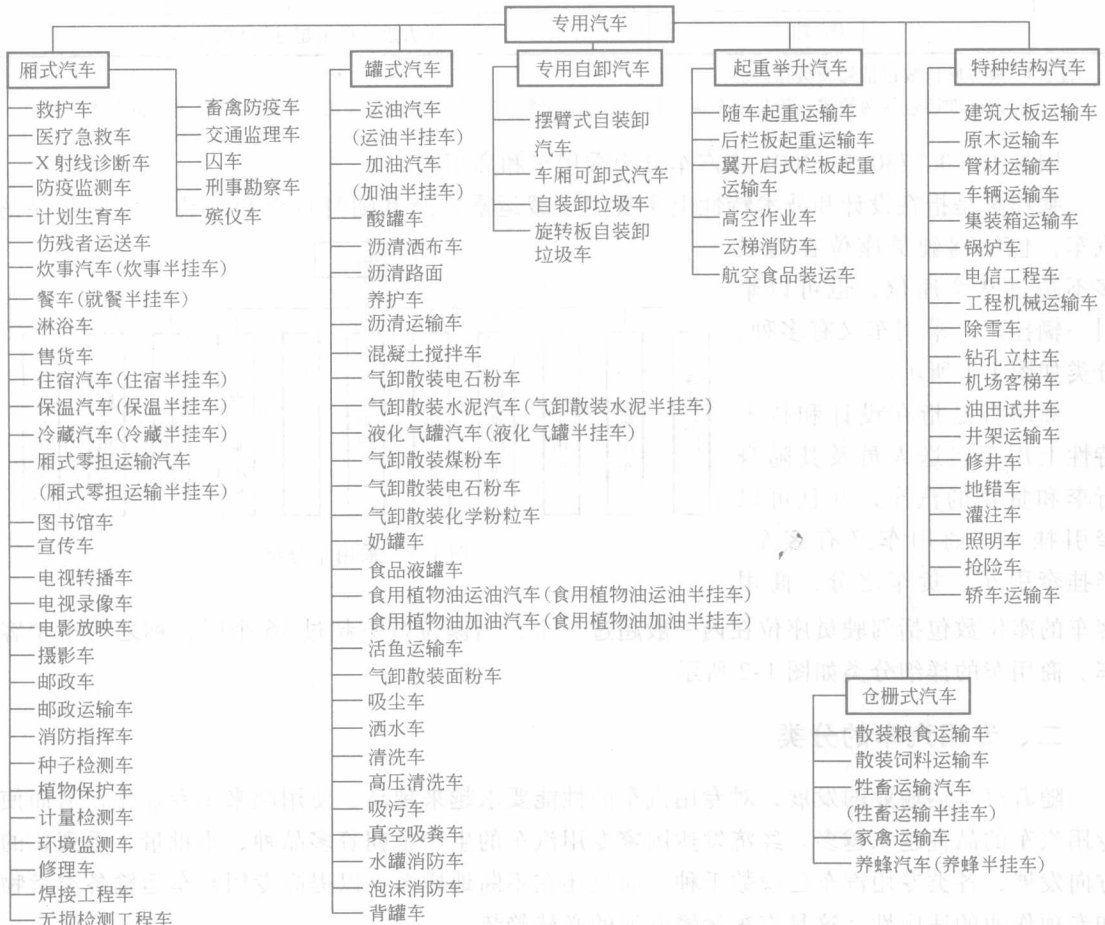 专用汽车
厢式汽车
救护车
医疗急救车
X射线诊断车
防疫监测车
计划生育车
伤残者运送车
炊事汽车(炊事半挂车)
餐车(就餐半挂车)
淋浴车
售货车
住宿汽车(住宿半挂车)
保温汽车(保温半挂车)
冷藏汽车(冷藏半挂车)
厢式零担运输汽车
(厢式零担运输半挂车)
图书馆车
宣传车
电视转播车
电视录像车
电影放映车
摄影车
邮政车
邮政运输车
消防指挥车
种子检测车
植物保护车
计量检测车
环境监测车
修理车
焊接工程车
无损检测工程车
畜禽防疫车
交通监理车
囚车
刑事勘察车
殡仪车
罐式汽车
运油汽车
(运油半挂车)
加油汽车
(加油半挂车)
酸罐车
沥清洒布车
沥清路面
养护车
沥清运输车
混凝土搅拌车
气卸散装电石粉车
气卸散装水泥汽车(气卸散装水泥半挂车)
液化气罐汽车(液化气罐半挂车)
气卸散装煤粉车
气卸散装电石粉车
气卸散装化学粉粒车
奶罐车
食品液罐车
食用植物油运油汽车(食用植物油运油半挂车)
食用植物油加油汽车(食用植物油加油半挂车)
活鱼运输车
气卸散装面粉车
吸尘车
洒水车
清洗车
高压清洗车
吸污车
真空吸粪车
水罐消防车
泡沫消防车
背罐车
专用自卸汽车
摆臂式自装卸
汽车
车厢可卸式汽车
自装卸垃圾车
旋转板自装卸
垃圾车
起重举升汽车
随车起重运输车
后栏板起重运输车
翼开启式栏板起重
运输车
高空作业车
云梯消防车
航空食品装运车
特种结构汽车
建筑大板运输车
原木运输车
管材运输车
车辆运输车
集装箱运输车
锅炉车
电信工程车
工程机械运输车
除雪车
钻孔立柱车
机场客梯车
油田试井车
井架运输车
修井车
地锚车
灌注车
照明车
抢险车
轿车运输车
仓栅式汽车
散装粮食运输车
散装饲料运输车
牲畜运输汽车
(牲畜运输半挂车)
家禽运输车
养蜂汽车(养蜂半挂车)